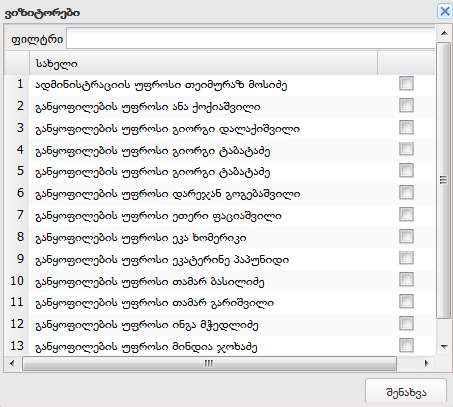 ვიზიტორები
ფილტრი
სახელი
1 ადმინისტრაციის უფროსი თეიმურაზ მოსიძე
2 განყოფილების უფროსი ანა ქოქიაშვილი
3 განყოფილების უფროსი გიორგი დალაქიშვილი
4 განყოფილების უფროსი გიორგი ტაბატაძე
5 განყოფილების უფროსი გიორგი ტაბატაძე
6 განყოფილების უფროსი დარეჯან გოგებაშვილი
7 განყოფილების უფროსი ეთერი ფაციაშვილი
8 განყოფილების უფროსი ეკა ხომერიკი
9 განყოფილების უფროსი ეკატერინე პაპუნიდი
10 განყოფილების უფროსი თამარ ბასილიძე
11 განყოფილების უფროსი თამარ გარიშვილი
12 განყოფილების უფროსი ინგა მჭედლიძე
13 განყოფილების უფროსი მინდია ჯოხაძე
შენახვა